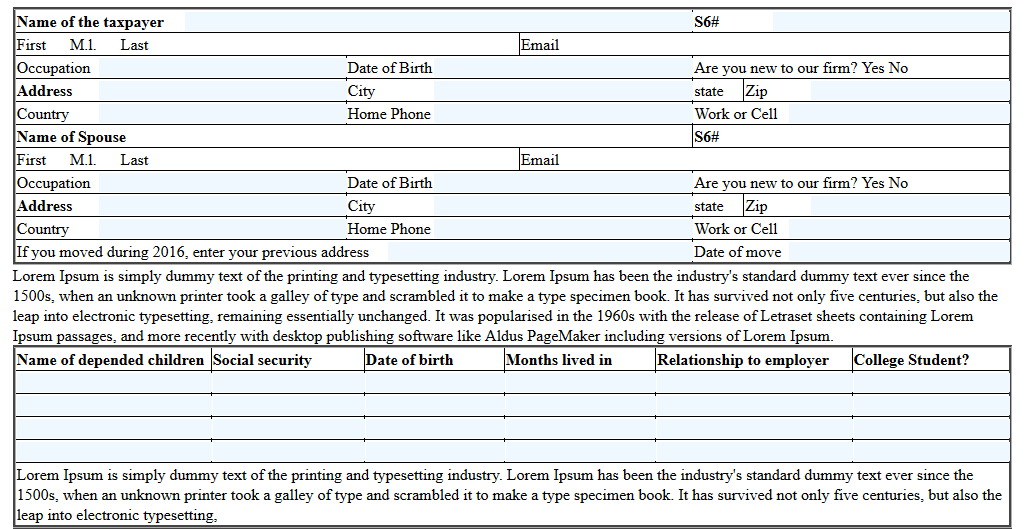 Name of the taxpayer S6#
First M.1. Last Email
Occupation Date of Birth Are you new to our firm? Yes No
Address City state Zip
Country Home Phone Work or Cell
Name of Spouse S6#
First M.1. Last Email
Occupation Date of Birth Are you new to our firm? Yes No
Address City state Zip
Country Home Phone Work or Cell
If you moved during 2016, enter your previous address Date of move
Lorem Ipsum is simply dummy text of the printing and typesetting industry. Lorem Ipsum has been the industry's standard dummy text ever since the
1500s, when an unknown printer took a galley of type and scrambled it to make a type specimen book. It has survived not only five centuries, but also the
leap into electronic typesetting, remaining essentially unchanged. It was popularised in the 1960s with the release of Letraset sheets containing Lorem
Ipsum passages, and more recently with desktop publishing software like Aldus PageMaker including versions of Lorem Ipsum.
Name of depended children Social security Date of birth Months lived in Relationship to employer College Student?
Lorem Ipsum is simply dummy text of the printing and typesetting industry. Lorem Ipsum has been the industry's standard dummy text ever since the
1500s, when an unknown printer took a galley of type and scrambled it to make a type specimen book. It has survived not only five centuries, but also the
leap into electronic typesetting,